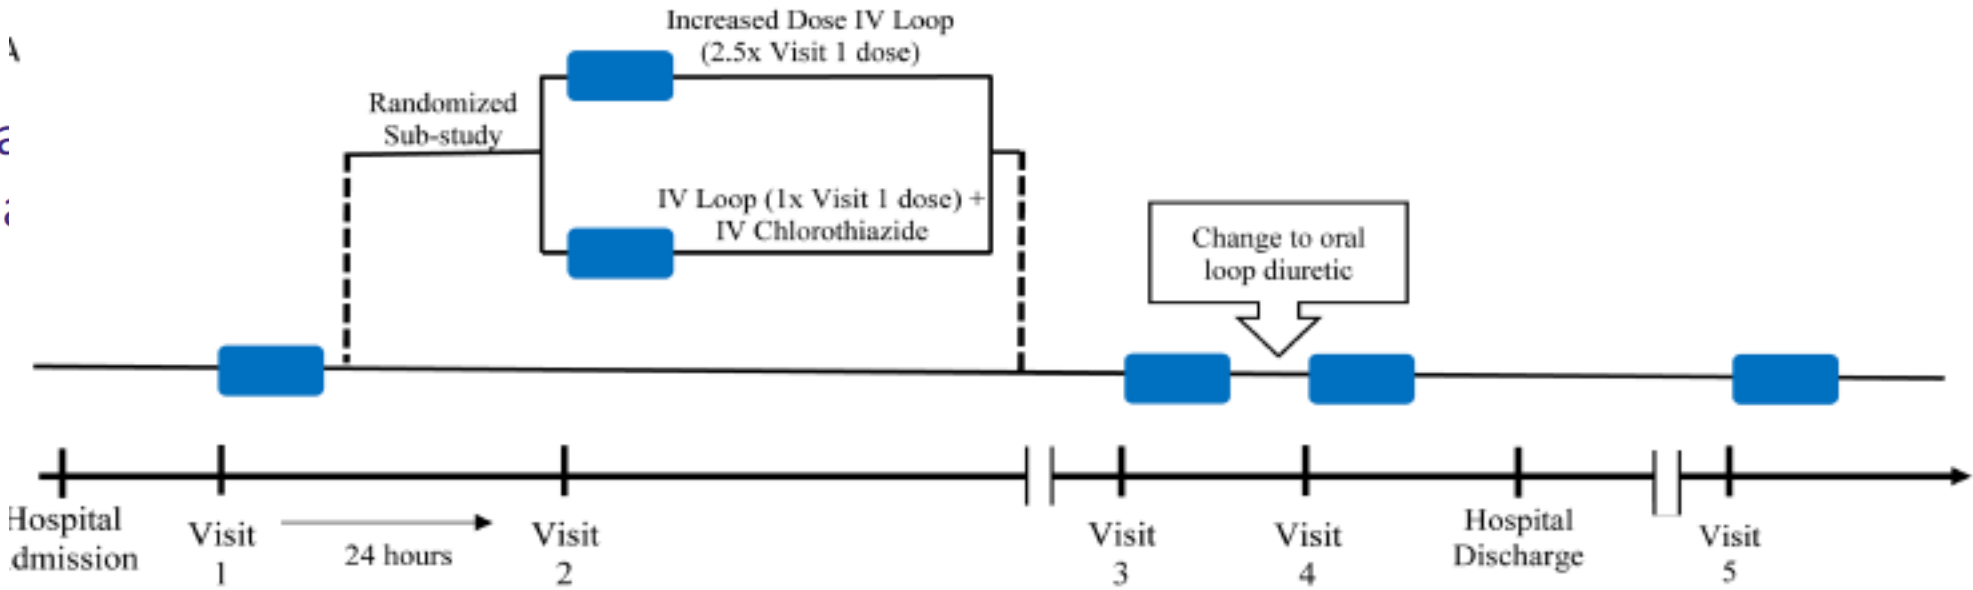 A
a
Increased Dose IV Loop
(2.5x Visit 1 dose)
Randomized
Sub-study
IV Loop (1x Visit 1 dose) +
IV Chlorothiazide
Change to oral
loop diuretic
Hospital
dmission
Visit
1
24 hours
Visit
2
Visit
3
Visit
4
Hospital
Discharge
Visit
5